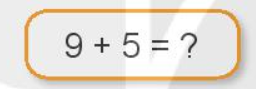 9 + 5 = ?